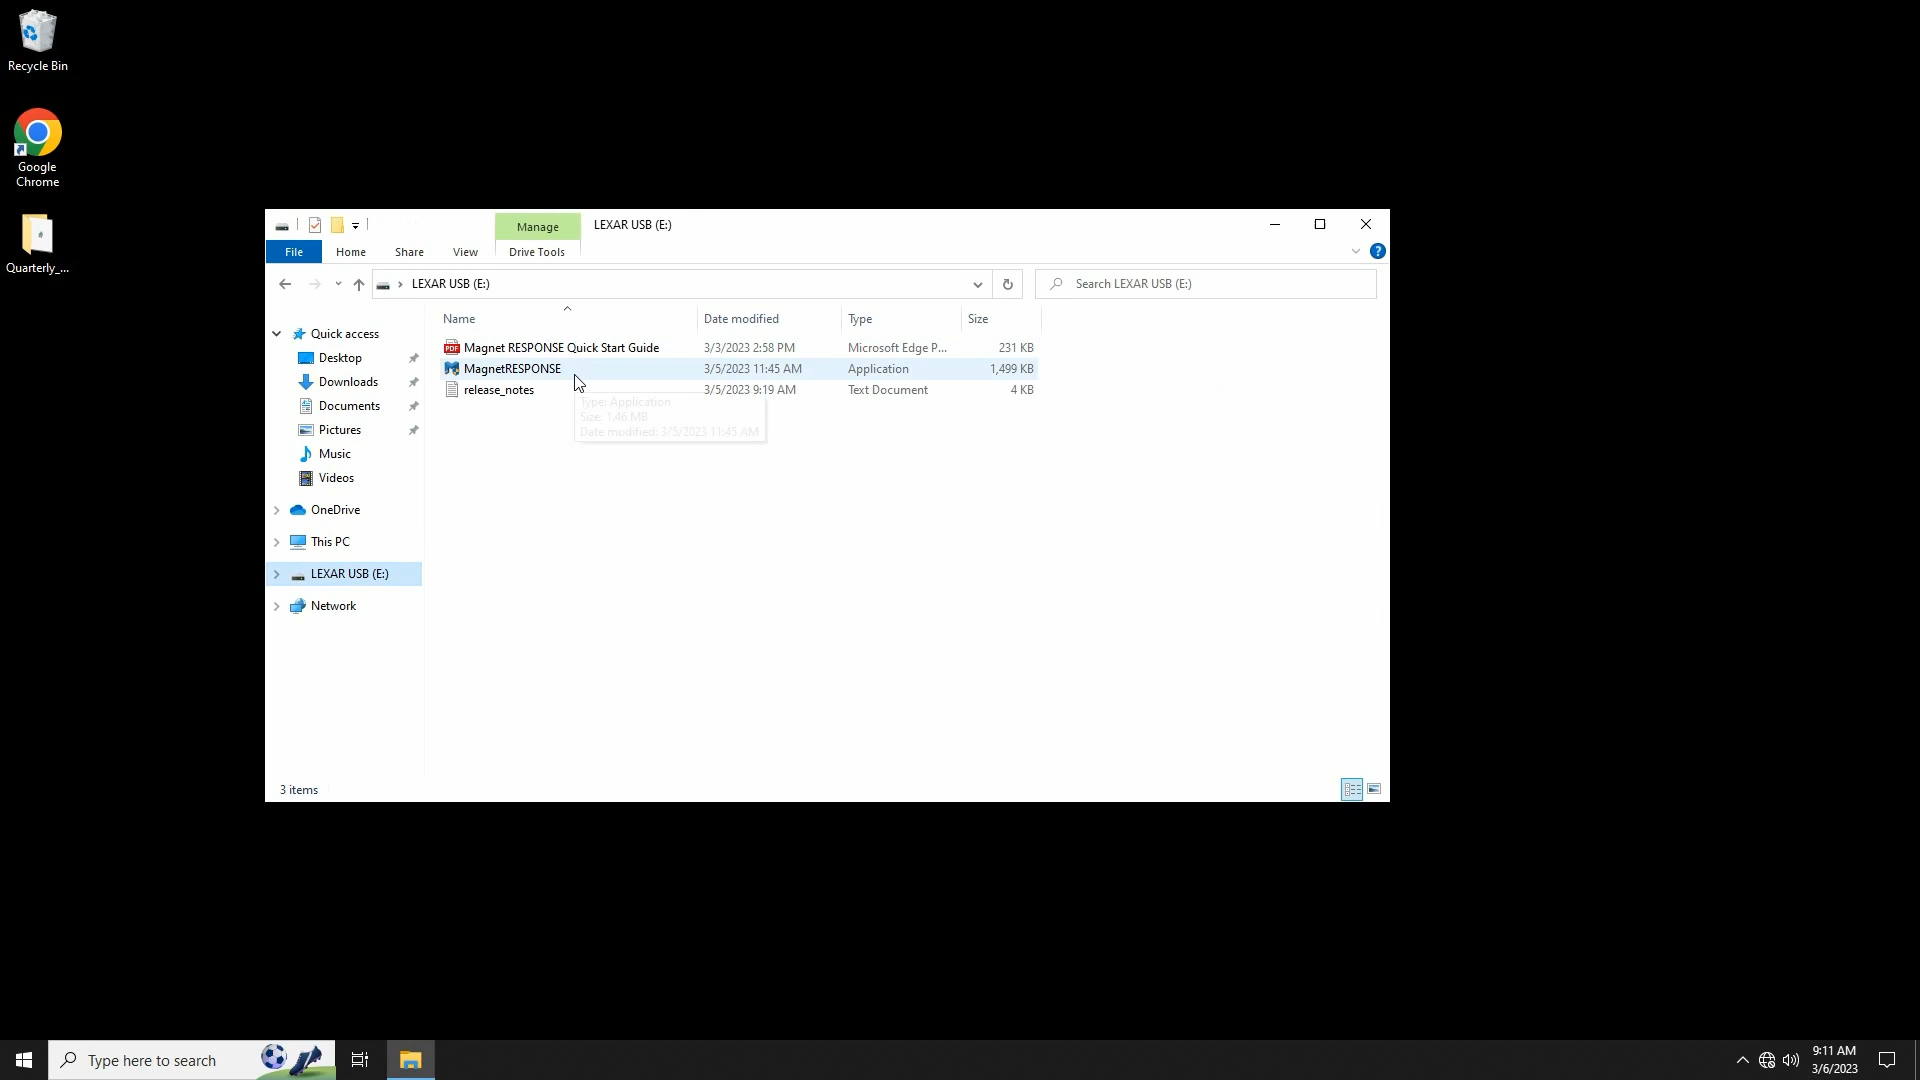 Recycle Bin
Google
Chrome
Quarterly_...
Manage
LEXAR USB (E:)
File
Home
Share
View
Drive Tools
?
LEXAR USB (E:)
Search LEXAR USB (E:)
Name
Date modified
Type
Size
PDF Magnet RESPONSE Quick Start Guide 3/3/2023 2:58 PM Microsoft Edge P... 231 KB
MagnetRESPONSE 3/5/2023 11:45 AM Application 1,499 KB
release_notes 3/5/2023 9:19 AM Text Document 4 KB
Type: Application
Size: 1.46 MB
Date modified: 3/5/2023 11:45 AM
Quick access
Desktop
Downloads
Documents
Pictures
Music
Videos
OneDrive
This PC
LEXAR USB (E:)
Network
3 items
Type here to search
9:11 AM
3/6/2023